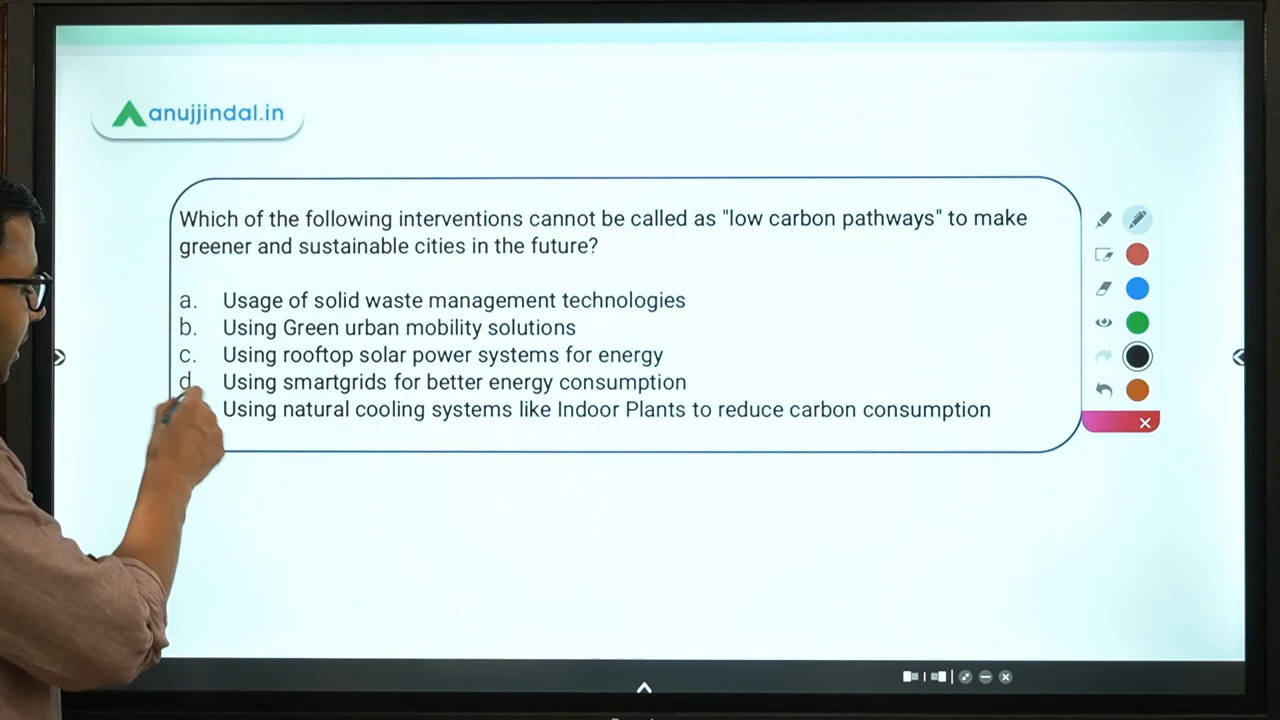 anujjindal.in
Which of the following interventions cannot be called as "low carbon pathways" to make
greener and sustainable cities in the future?
a. Usage of solid waste management technologies
b. Using Green urban mobility solutions
c. Using rooftop solar power systems for energy
d. Using smartgrids for better energy consumption
Using natural cooling systems like Indoor Plants to reduce carbon consumption